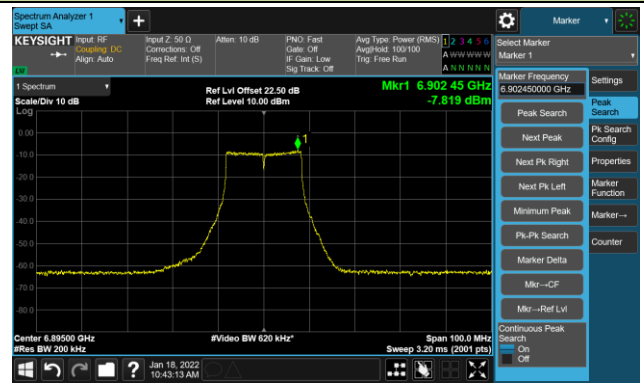 Spectrum Analyzer 1
Swept SA
+
Marker
KEYSIGHT
Input: RF
Coupling: DC
Align: Auto
Input Z: 50 Ω
Corrections: Off
Freq Ref: Int (S)
Atten: 10 dB
PNO: Fast
Gate: Off
IF Gain: Low
Sig Track: Off
Avg Type: Power (RMS)
Avg|Hold: 100/100
Trig: Free Run
1 2 3 4 5 6
A W W W W W
A N N N N N
Select Marker
Marker 1
LVI
1 Spectrum
Scale/Div 10 dB
Log
Ref Lvl Offset 22.50 dB
Ref Level 10.00 dBm
Mkr1 6.902 45 GHz
-7.819 dBm
0.00
-10.0
-20.0
-30.0
-40.0
-50.0
-60.0
-70.0
-80.0
1
Center 6.89500 GHz
#Res BW 200 kHz
#Video BW 620 kHz*
Span 100.0 MHz
Sweep 3.20 ms (2001 pts)
Marker Frequency
6.902450000 GHz
Peak Search
Next Peak
Next Pk Right
Next Pk Left
Minimum Peak
Pk-Pk Search
Marker Delta
Mkr→CF
Mkr→Ref Lvl
Continuous Peak
Search
On
Off
Settings
Peak
Search
Pk Search
Config
Properties
Marker
Function
Marker→
Counter
?
Jan 18, 2022
10:43:13 AM